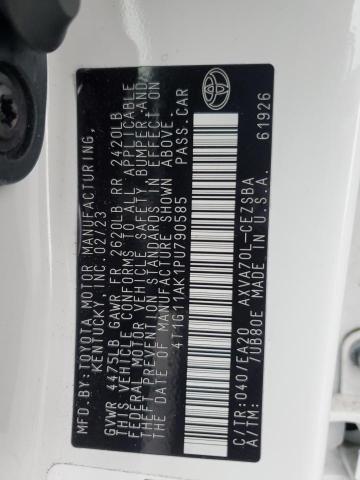 MFD.BY:TOYOTA MOTOR MANUFACTURING,
KENTUCKY, INC. 02/23
GVWR 4475LB GAWR FR 2620LB RR 2420LB
THIS VEHICLE CONFORMS TO ALL APPLICABLE
FEDERAL MOTOR VEHICLE SAFETY, BUMPER,AND
THEFT PREVENTION STANDARDS IN EFFECT ON
THE DATE OF MANUFACTURE SHOWN ABOVE.
4T1G11AK1PU790585 PASS.CAR
C/TR:040/EA20 AXVA70L-CEZSBA
A/TM: 7UB80E MADE IN U.S.A.
61926